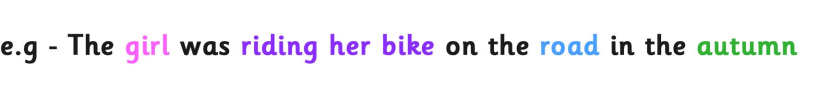 e.g - The girl was riding her bike on the road in the autumn